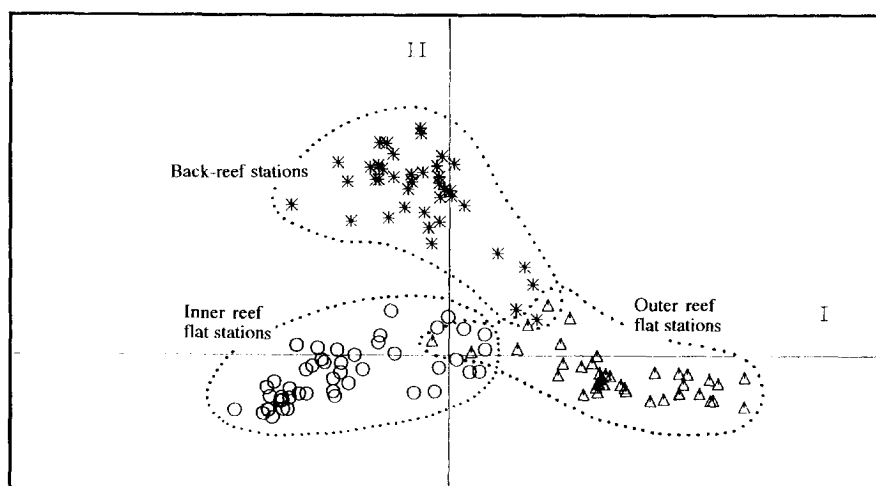 II
Back-reef stations
Inner reef
flat stations
Outer reef
flat stations
I